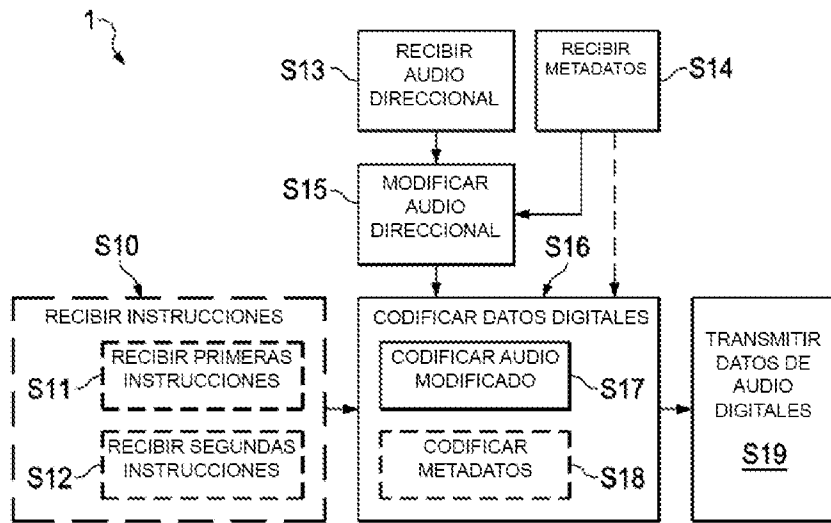 1
S13
RECIBIR
AUDIO
DIRECCIONAL
RECIBIR
METADATOS
S14
S15
MODIFICAR
AUDIO
DIRECCIONAL
S10
S16
RECIBIR INSTRUCCIONES
RECIBIR PRIMERAS
INSTRUCCIONES
S11
RECIBIR SEGUNDAS
INSTRUCCIONES
S12
CODIFICAR DATOS DIGITALES
CODIFICAR AUDIO
MODIFICADO
S17
CODIFICAR
METADATOS
S18
TRANSMITIR
DATOS DE
AUDIO
DIGITALES
S19